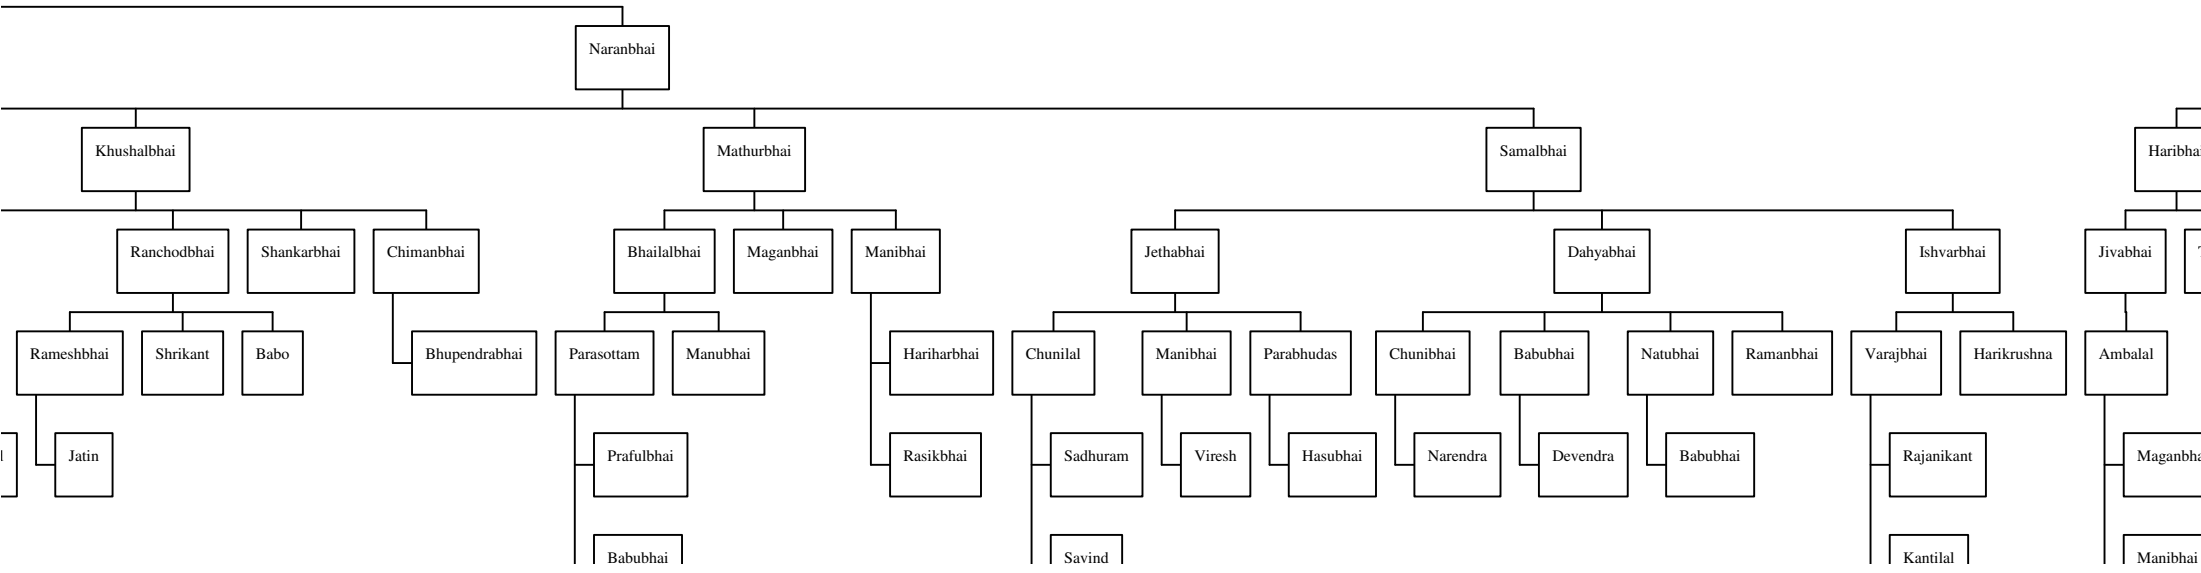 Naranbhai
Khushalbhai
Mathurbhai
Samalbhai
Haribhai
Ranchodbhai
Shankarbhai
Chimanbhai
Bhailalbhai
Maganbhai
Manibhai
Jethabhai
Dahyabhai
Ishvarbhai
Jivabhai
Rameshbhai
Shrikant
Babo
Bhupendrabhai
Parasottam
Manubhai
Hariharbhai
Chunilal
Manibhai
Parabhudas
Chunibhai
Babubhai
Natubhai
Ramanbhai
Varajbhai
Harikrushna
Ambalal
Jatin
Prafulbhai
Rasikbhai
Sadhuram
Viresh
Hasubhai
Narendra
Devendra
Babubhai
Rajanikant
Maganbha
Babubhai
Savind
Kantilal
Manibhai